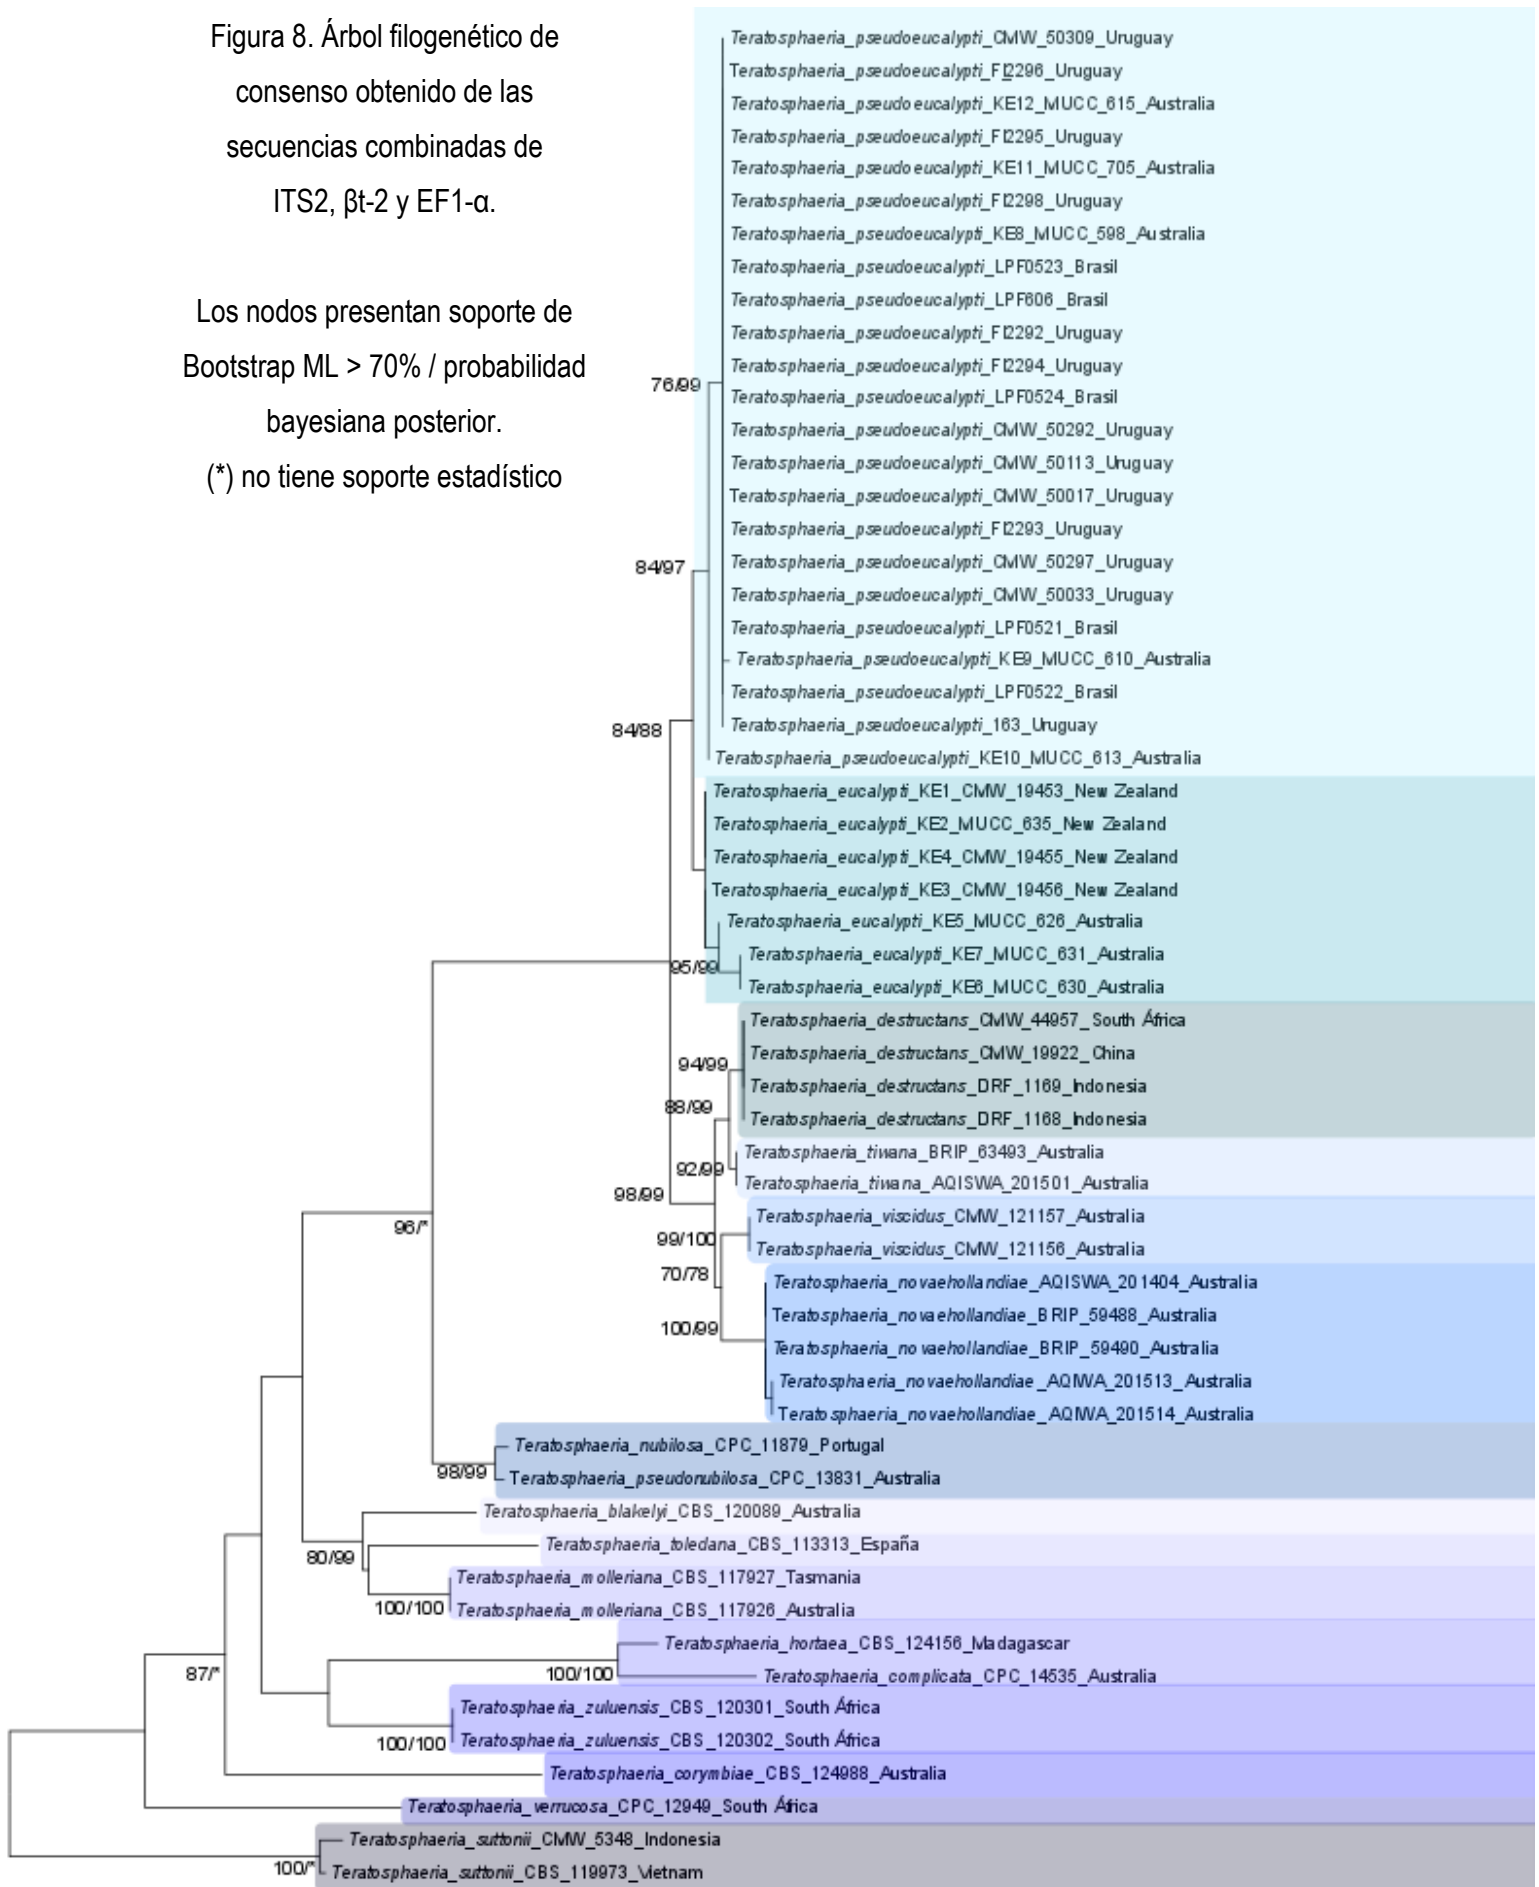 Figura 8. Árbol filogenético de
consenso obtenido de las
secuencias combinadas de
ITS2, βt-2 y EF1-α.
Los nodos presentan soporte de
Bootstrap ML > 70% / probabilidad
bayesiana posterior.
(*) no tiene soporte estadístico
Teratosphaeria_pseudoeucalypti_CMW_50309_Uruguay
Teratosphaeria_pseudoeucalypti_FI2296_Uruguay
Teratosphaeria_pseudoeucalypti_KE12_MUCC_615_Australia
Teratosphaeria_pseudoeucalypti_FI2295_Uruguay
Teratosphaeria_pseudoeucalypti_KE11_MUCC_705_Australia
Teratosphaeria_pseudoeucalypti_FI2298_Uruguay
Teratosphaeria_pseudoeucalypti_KE8_MUCC_598_Australia
Teratosphaeria_pseudoeucalypti_LPF0523_Brasil
Teratosphaeria_pseudoeucalypti_LPF606_Brasil
Teratosphaeria_pseudoeucalypti_FI2292_Uruguay
Teratosphaeria_pseudoeucalypti_FI2294_Uruguay
76/99
Teratosphaeria_pseudoeucalypti_LPF0524_Brasil
Teratosphaeria_pseudoeucalypti_CMW_50292_Uruguay
Teratosphaeria_pseudoeucalypti_CMW_50113_Uruguay
Teratosphaeria_pseudoeucalypti_CMW_50017_Uruguay
Teratosphaeria_pseudoeucalypti_FI2293_Uruguay
Teratosphaeria_pseudoeucalypti_CMW_50297_Uruguay
84/97
Teratosphaeria_pseudoeucalypti_CMW_50033_Uruguay
Teratosphaeria_pseudoeucalypti_LPF0521_Brasil
Teratosphaeria_pseudoeucalypti_KE9_MUCC_610_Australia
Teratosphaeria_pseudoeucalypti_LPF0522_Brasil
Teratosphaeria_pseudoeucalypti_163_Uruguay
84/88
Teratosphaeria_pseudoeucalypti_KE10_MUCC_613_Australia
Teratosphaeria_eucalypti_KE1_CMW_19453_New Zealand
Teratosphaeria_eucalypti_KE2_MUCC_635_New Zealand
Teratosphaeria_eucalypti_KE4_CMW_19455_New Zealand
Teratosphaeria_eucalypti_KE3_CMW_19456_New Zealand
Teratosphaeria_eucalypti_KE5_MUCC_626_Australia
Teratosphaeria_eucalypti_KE7_MUCC_631_Australia
95/99
Teratosphaeria_eucalypti_KE6_MUCC_630_Australia
Teratosphaeria_destructans_CMW_44957_South África
Teratosphaeria_destructans_CMW_19922_China
94/99
Teratosphaeria_destructans_DRF_1169_Indonesia
88/99
Teratosphaeria_destructans_DRF_1168_Indonesia
Teratosphaeria_tiwana_BRIP_63493_Australia
92/99
Teratosphaeria_tiwana_AQISWA_201501_Australia
98/99
Teratosphaeria_viscidus_CMW_121157_Australia
96/*
99/100
Teratosphaeria_viscidus_CMW_121156_Australia
70/78
Teratosphaeria_novaehollandiae_AQISWA_201404_Australia
Teratosphaeria_novaehollandiae_BRIP_59488_Australia
100/99
Teratosphaeria_novaehollandiae_BRIP_59490_Australia
Teratosphaeria_novaehollandiae_AQIWA_201513_Australia
Teratosphaeria_novaehollandiae_AQIWA_201514_Australia
Teratosphaeria_nubilosa_CPC_11879_Portugal
98/99
Teratosphaeria_pseudonubilosa_CPC_13831_Australia
Teratosphaeria_blakelyi_CBS_120089_Australia
Teratosphaeria_toledana_CBS_113313_España
80/99
Teratosphaeria_molleriana_CBS_117927_Tasmania
100/100
Teratosphaeria_molleriana_CBS_117926_Australia
Teratosphaeria_hortaea_CBS_124156_Madagascar
87/*
100/100
Teratosphaeria_complicata_CPC_14535_Australia
Teratosphaeria_zuluensis_CBS_120301_South África
100/100
Teratosphaeria_zuluensis_CBS_120302_South África
Teratosphaeria_corymbiae_CBS_124988_Australia
Teratosphaeria_verrucosa_CPC_12949_South África
Teratosphaeria_suttonii_CMW_5348_Indonesia
100/*
Teratosphaeria_suttonii_CBS_119973_Vietnam